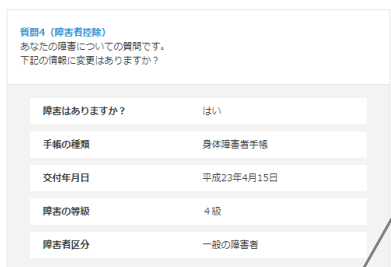 質問4（障害者控除）
あなたの障害についての質問です。
下記の情報に変更はありますか？
障害はありますか？ はい
手帳の種類 身体障害者手帳
交付年月日 平成23年4月15日
障害の等級 ４級
障害者区分 一般の障害者